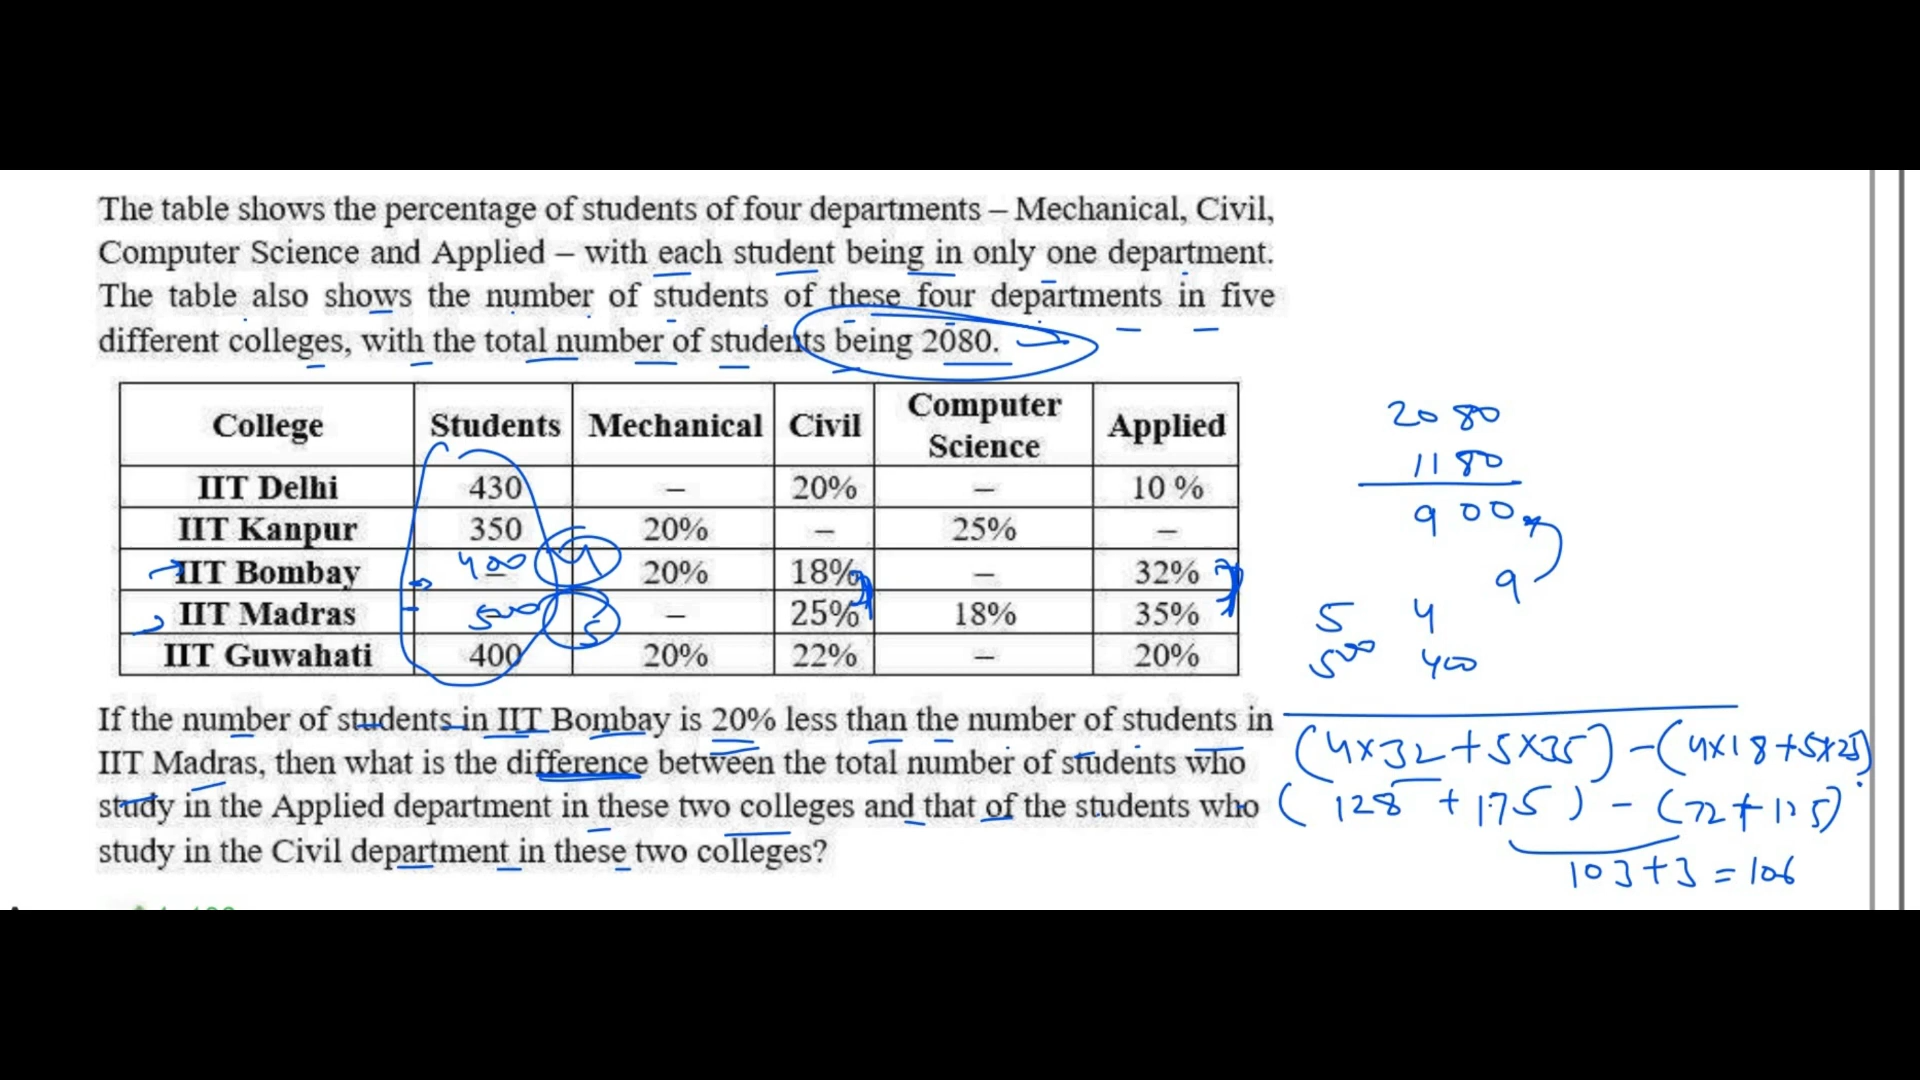 The table shows the percentage of students of four departments – Mechanical, Civil,
Computer Science and Applied – with each student being in only one department.
The table also shows the number of students of these four departments in five
different colleges, with the total number of students being 2080.
College Students Mechanical Civil Computer Science Applied
IIT Delhi 430 – 20% – 10 %
IIT Kanpur 350 20% – 25% –
IIT Bombay 400 – 4 20% 18% – 32%
IIT Madras 500 5 – 25% 18% 35%
IIT Guwahati 400 20% 22% – 20%
If the number of students in IIT Bombay is 20% less than the number of students in
IIT Madras, then what is the difference between the total number of students who
study in the Applied department in these two colleges and that of the students who
study in the Civil department in these two colleges?
2080
1180
900
9
5 4
500 400
(4×32+5×35) – (4×18+5×25)
(128 + 175) – (72+125)
103+3 = 106